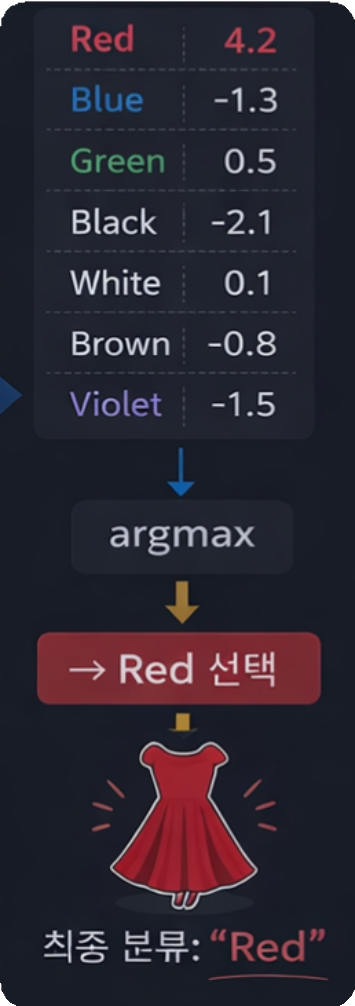 Red 4.2
Blue -1.3
Green 0.5
Black -2.1
White 0.1
Brown -0.8
Violet -1.5
argmax
→ Red 선택
최종 분류: “Red”